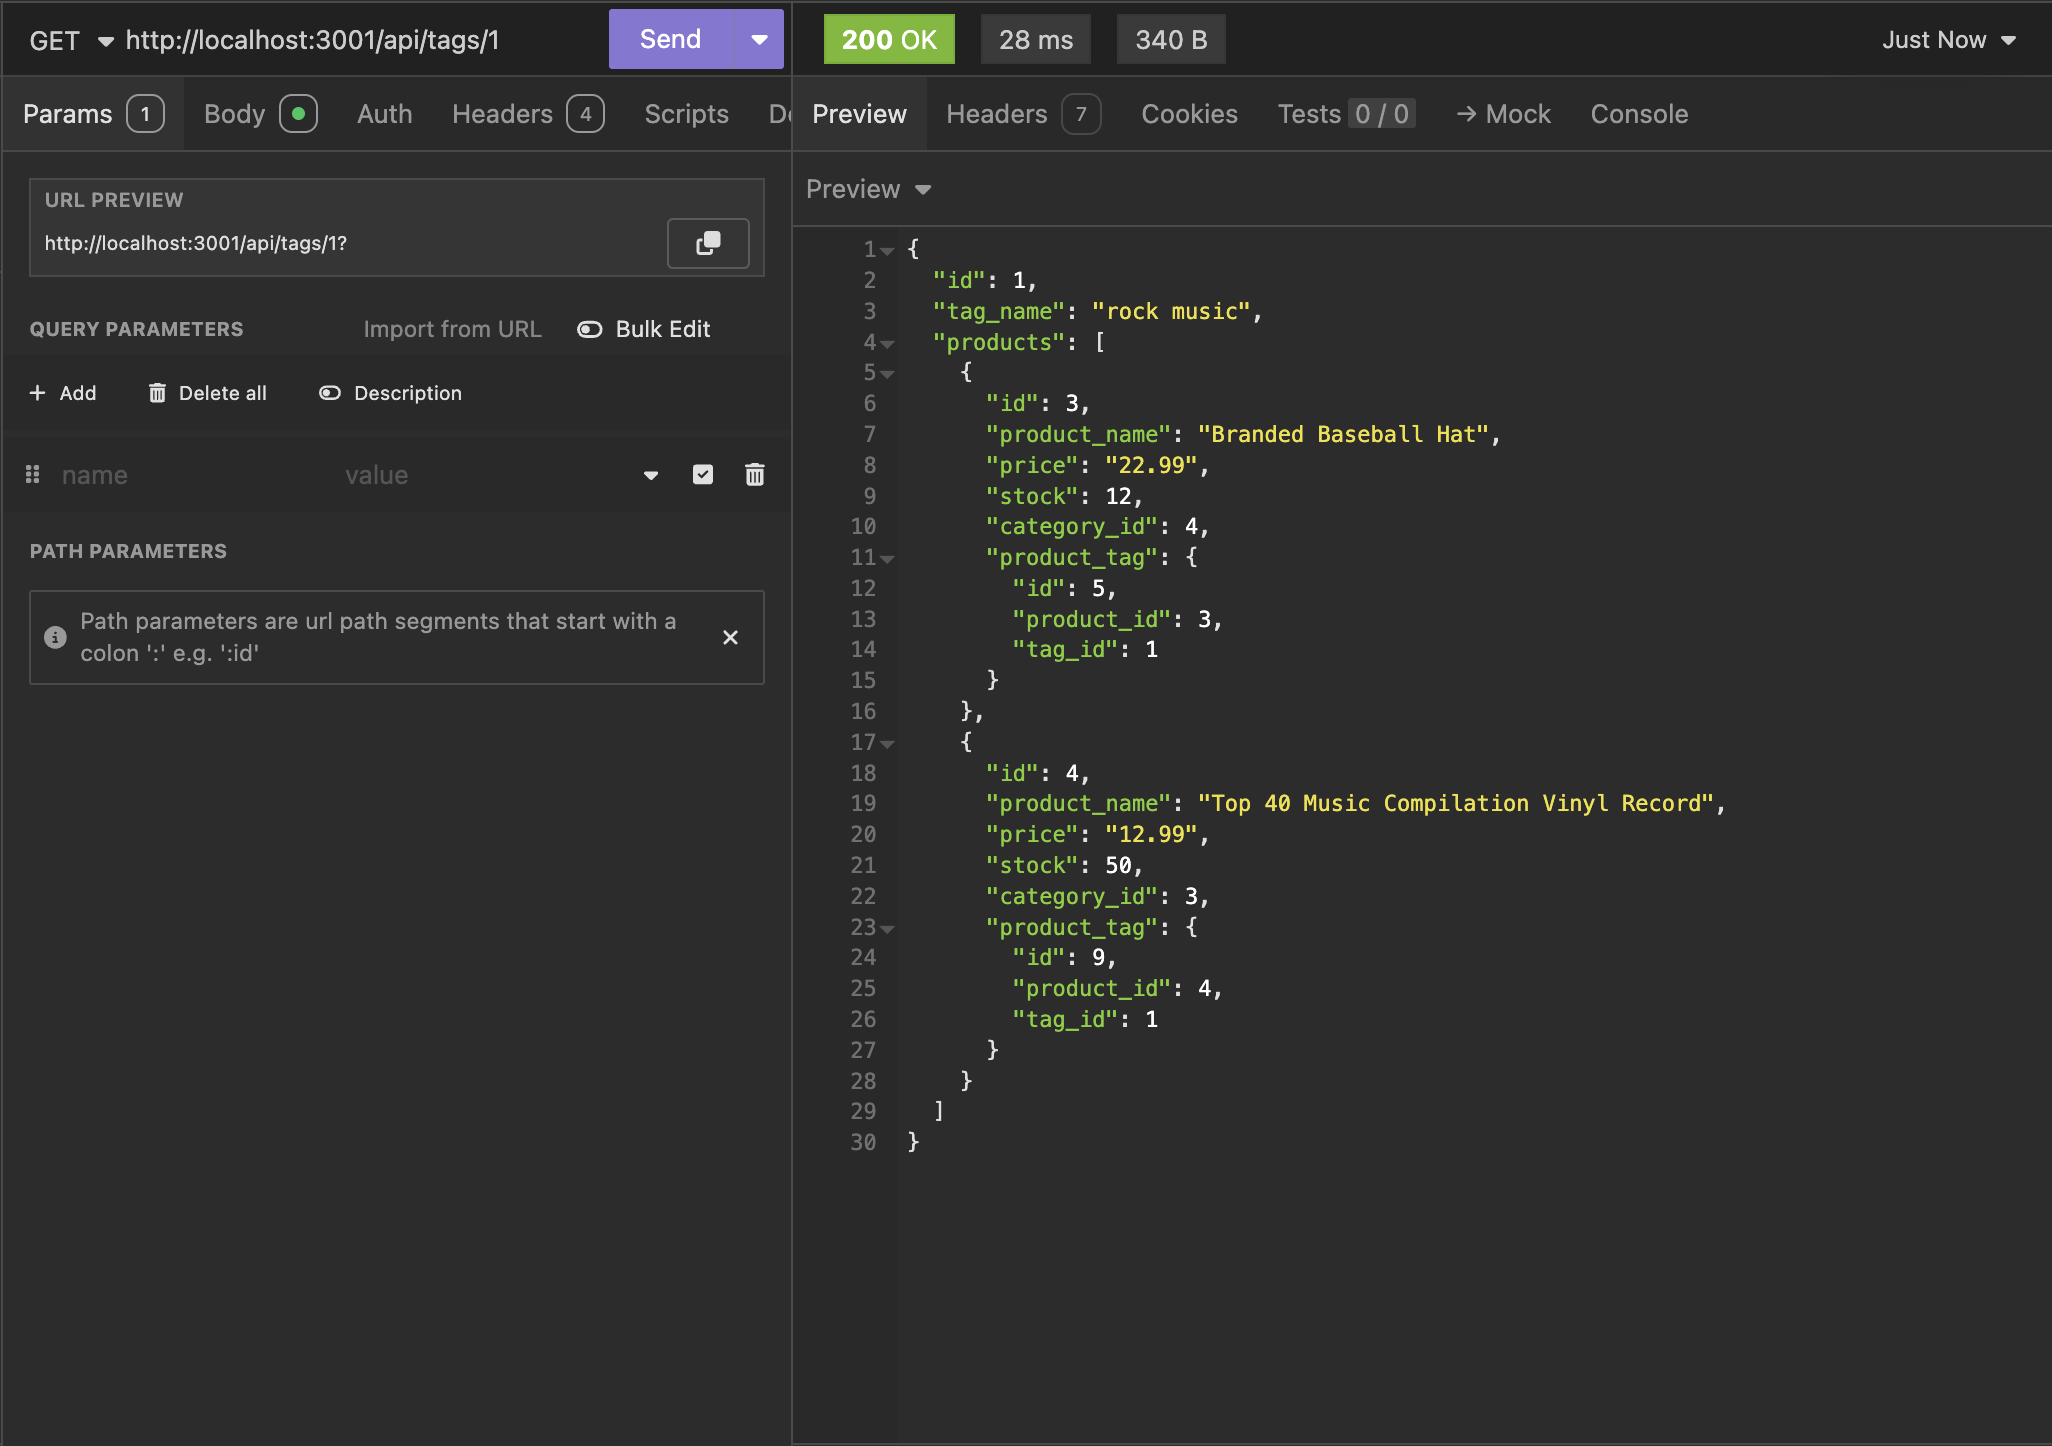 GET http://localhost:3001/api/tags/1 Send
200 OK 28 ms 340 B Just Now
Params 1 Body Auth Headers 4 Scripts
Preview Headers 7 Cookies Tests 0 / 0 → Mock Console
URL PREVIEW
http://localhost:3001/api/tags/1?
QUERY PARAMETERS Import from URL Bulk Edit
+ Add Delete all Description
name value
PATH PARAMETERS
Path parameters are url path segments that start with a
colon ':' e.g. ':id'
Preview
1 {
2 "id": 1,
3 "tag_name": "rock music",
4 "products": [
5 {
6 "id": 3,
7 "product_name": "Branded Baseball Hat",
8 "price": "22.99",
9 "stock": 12,
10 "category_id": 4,
11 "product_tag": {
12 "id": 5,
13 "product_id": 3,
14 "tag_id": 1
15 }
16 },
17 {
18 "id": 4,
19 "product_name": "Top 40 Music Compilation Vinyl Record",
20 "price": "12.99",
21 "stock": 50,
22 "category_id": 3,
23 "product_tag": {
24 "id": 9,
25 "product_id": 4,
26 "tag_id": 1
27 }
28 }
29 ]
30 }